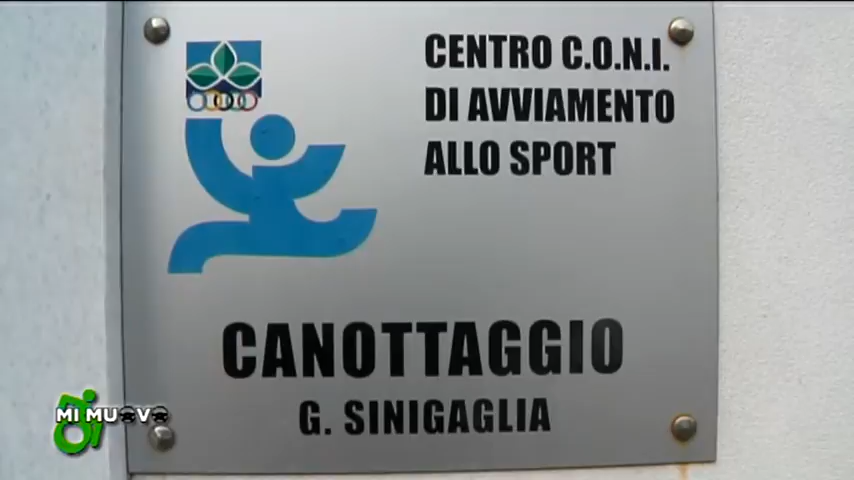 CENTRO C.O.N.I.
DI AVVIAMENTO
ALLO SPORT
CANOTTAGGIO
G. SINIGAGLIA
MI MUOVO